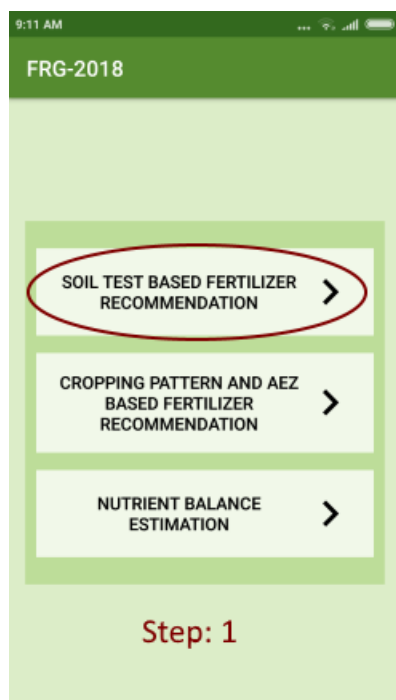 9:11 AM
FRG-2018
SOIL TEST BASED FERTILIZER
RECOMMENDATION
CROPPING PATTERN AND AEZ
BASED FERTILIZER
RECOMMENDATION
NUTRIENT BALANCE
ESTIMATION
Step: 1